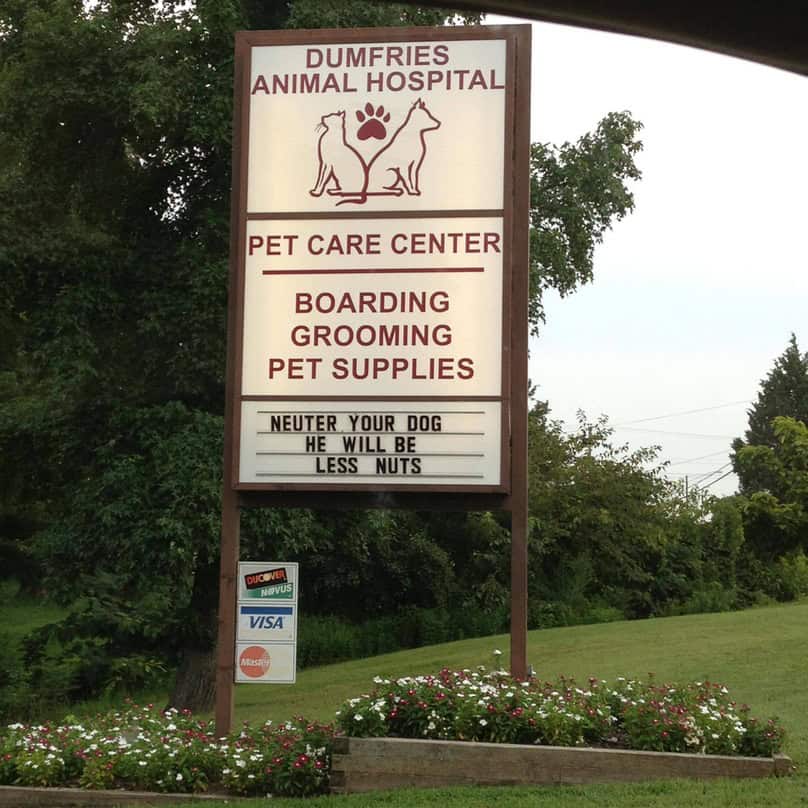 DUMFRIES
ANIMAL HOSPITAL
PET CARE CENTER
BOARDING
GROOMING
PET SUPPLIES
NEUTER YOUR DOG
HE WILL BE
LESS NUTS
DISCOVER
NOVUS
VISA
Master